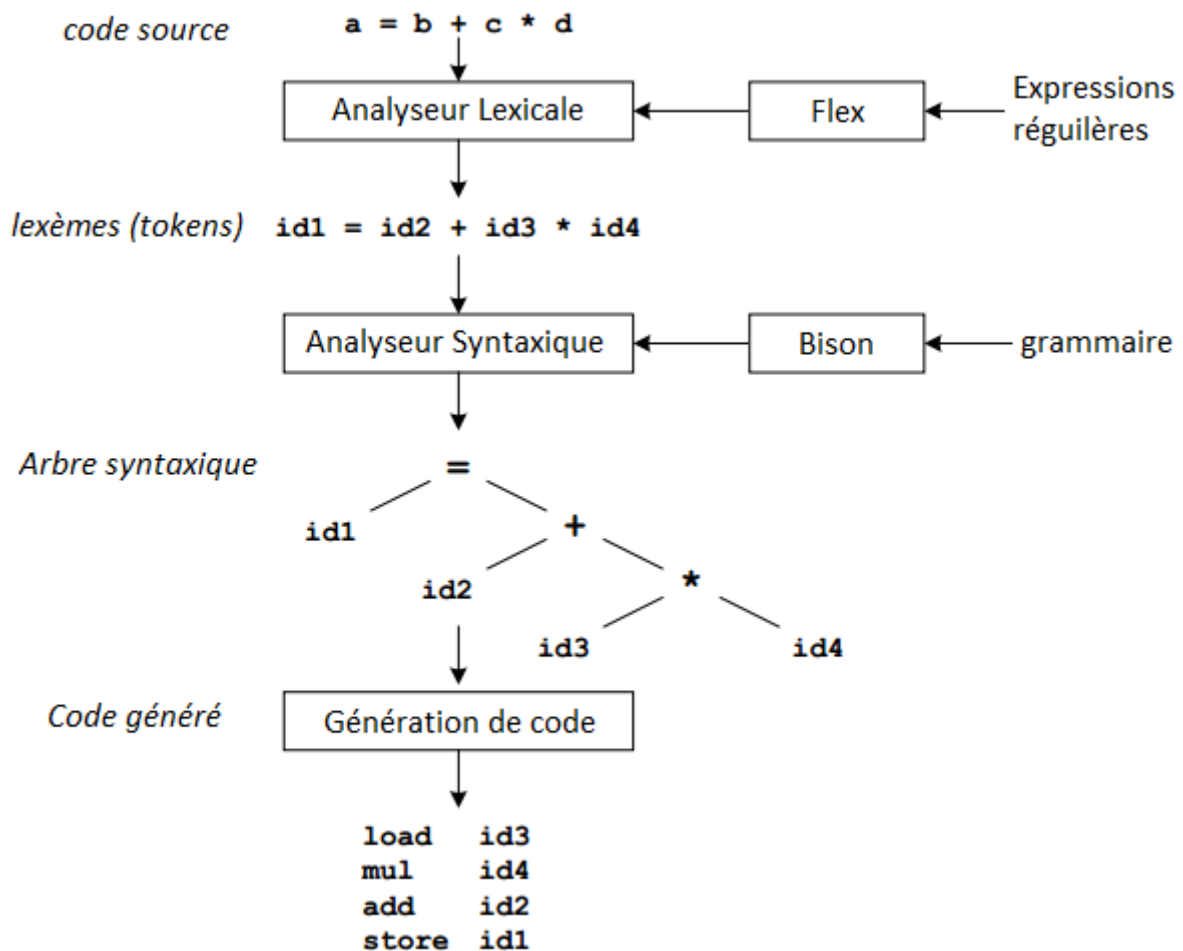 code source
a = b + c * d
Analyseur Lexicale
Flex
Expressions
réguilères
lexèmes (tokens)
id1 = id2 + id3 * id4
Analyseur Syntaxique
Bison
grammaire
Arbre syntaxique
=
id1
+
id2
*
id3
id4
Code généré
Génération de code
load id3
mul id4
add id2
store id1